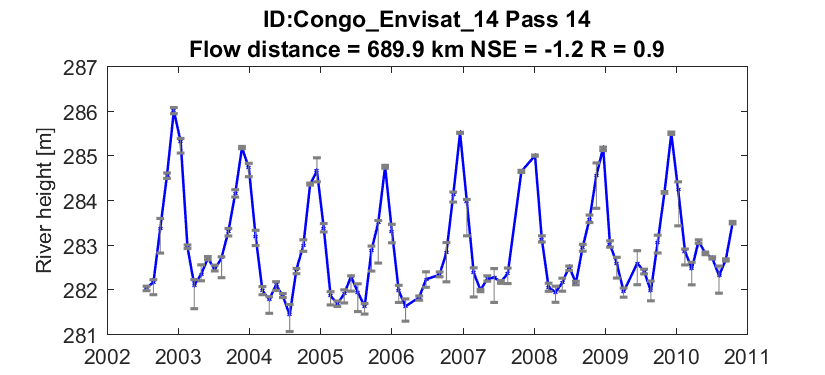 ID:Congo_Envisat_14 Pass 14
Flow distance = 689.9 km NSE = -1.2 R = 0.9
287
286
285
284
283
282
281
River height [m]
2002 2003 2004 2005 2006 2007 2008 2009 2010 2011